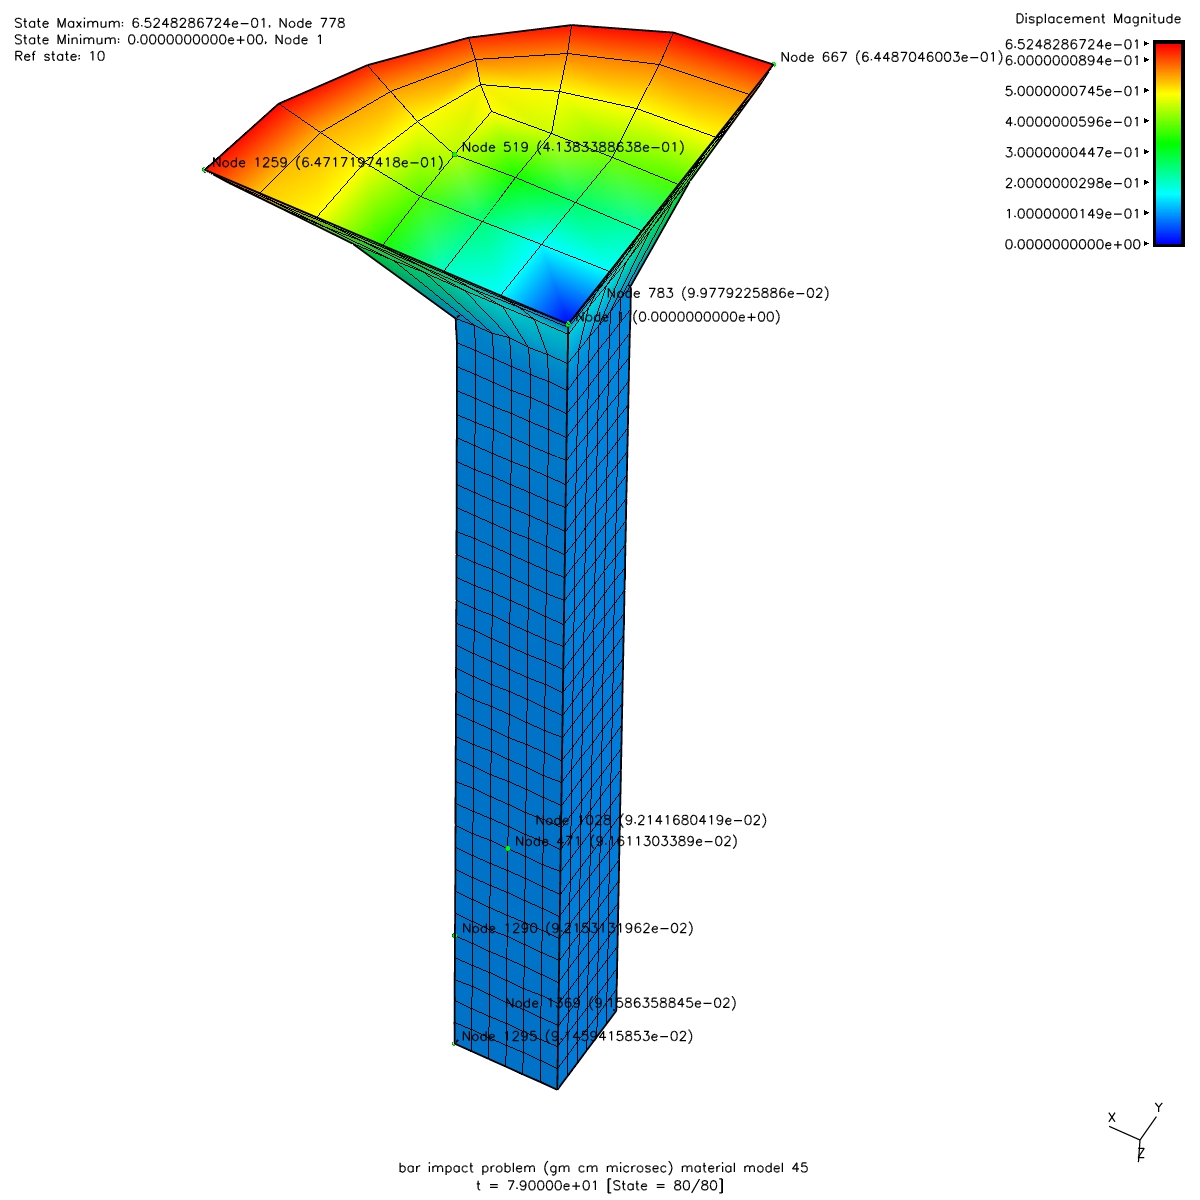 State Maximum: 6.5248286724e-01, Node 778
State Minimum: 0.0000000000e+00, Node 1
Ref state: 10
Displacement Magnitude
6.5248286724e-01
6.0000000894e-01
5.0000000745e-01
4.0000000596e-01
3.0000000447e-01
2.0000000298e-01
1.0000000149e-01
0.0000000000e+00
Node 667 (6.4487046003e-01)
Node 519 (4.1383388638e-01)
Node 1259 (6.4717197418e-01)
Node 783 (9.9779225886e-02)
Node 1 (0.0000000000e+00)
Node 1028 (9.2141680419e-02)
Node 471 (9.1611303389e-02)
Node 1290 (9.2153131962e-02)
Node 1369 (9.1586358845e-02)
Node 1295 (9.1459415853e-02)
X
Y
Z
bar impact problem (gm cm microsec) material model 45
t = 7.90000e+01 [State = 80/80]